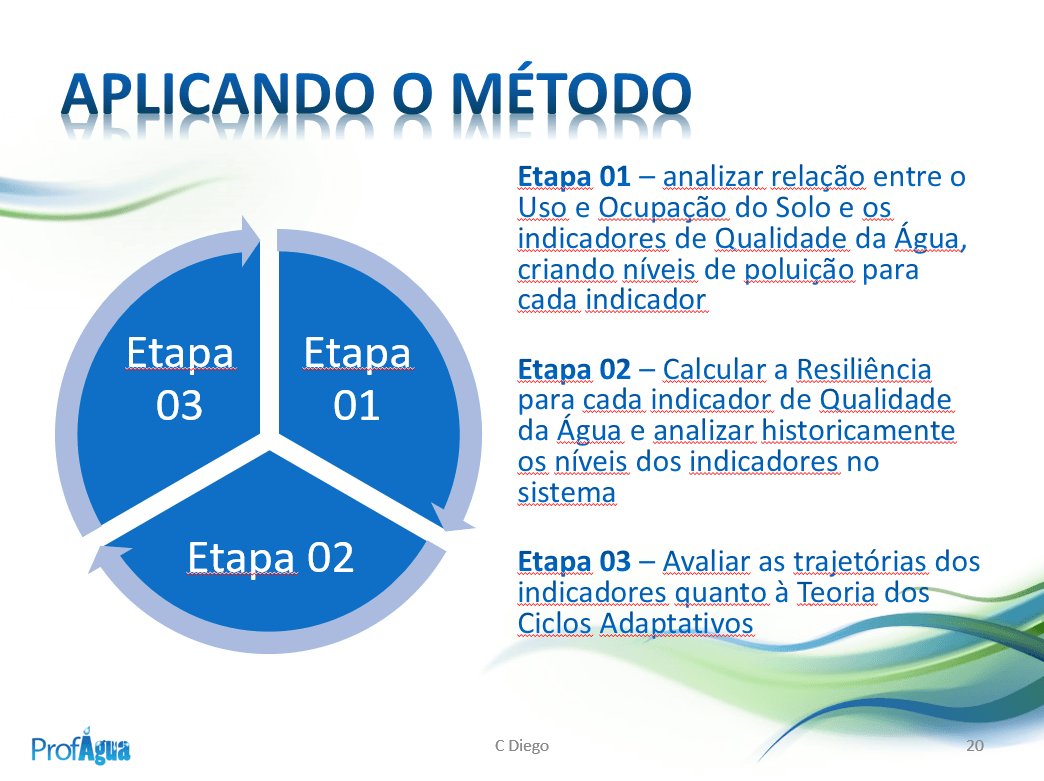 APLICANDO O MÉTODO
Etapa 01 – analizar relação entre o
Uso e Ocupação do Solo e os
indicadores de Qualidade da Água,
criando níveis de poluição para
cada indicador
Etapa 02 – Calcular a Resiliência
para cada indicador de Qualidade
da Água e analizar historicamente
os níveis dos indicadores no
sistema
Etapa 03 – Avaliar as trajetórias dos
indicadores quanto à Teoria dos
Ciclos Adaptativos
Etapa
03
Etapa
01
Etapa 02
ProfÁgua
C Diego
20